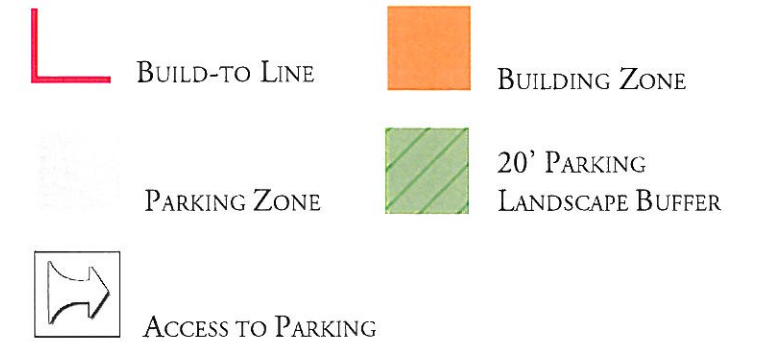 Build-to Line
Building Zone
Parking Zone
20' Parking
Landscape Buffer
Access to Parking